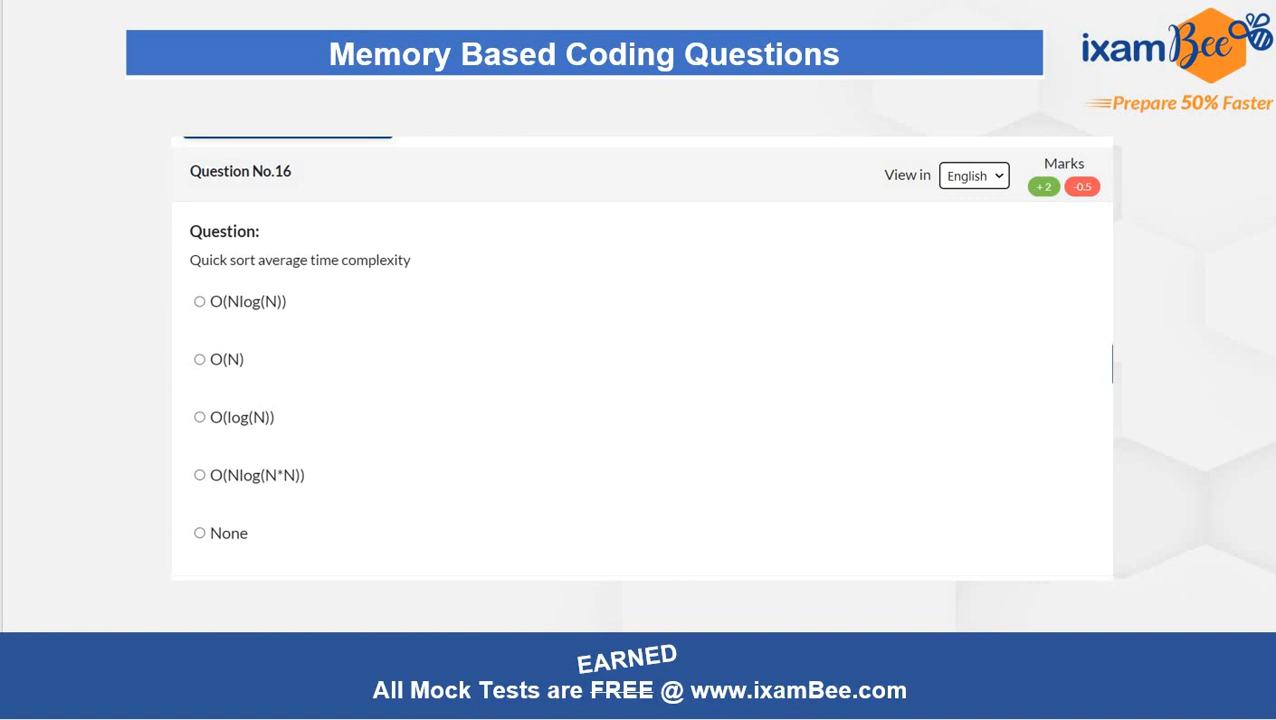 Memory Based Coding Questions
ixamBee
Prepare 50% Faster
Question No.16
View in
English
Marks
+ 2
-0.5
Question:
Quick sort average time complexity
O(Nlog(N))
O(N)
O(log(N))
O(Nlog(N*N))
None
EARNED
All Mock Tests are FREE @ www.ixamBee.com